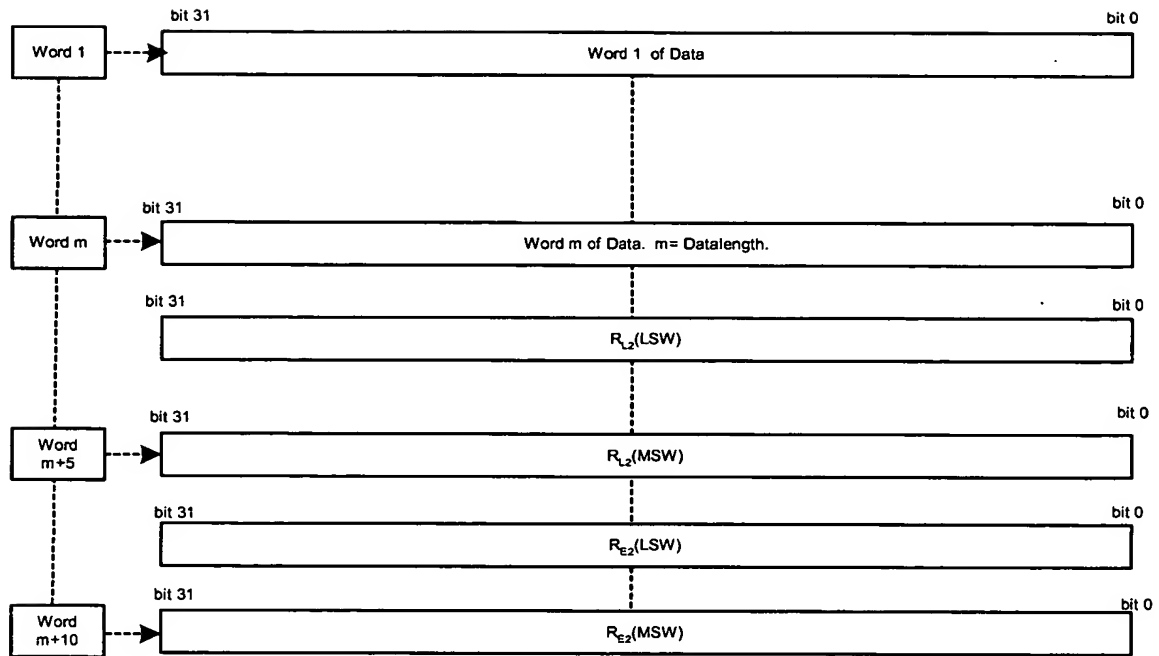 bit 31
bit 0
Word 1
Word 1 of Data
bit 31
bit 0
Word m
Word m of Data. m= Datalength.
bit 31
bit 0
R_L2(LSW)
bit 31
bit 0
Word
m+5
R_L2(MSW)
bit 31
bit 0
R_E2(LSW)
bit 31
bit 0
Word
m+10
R_E2(MSW)